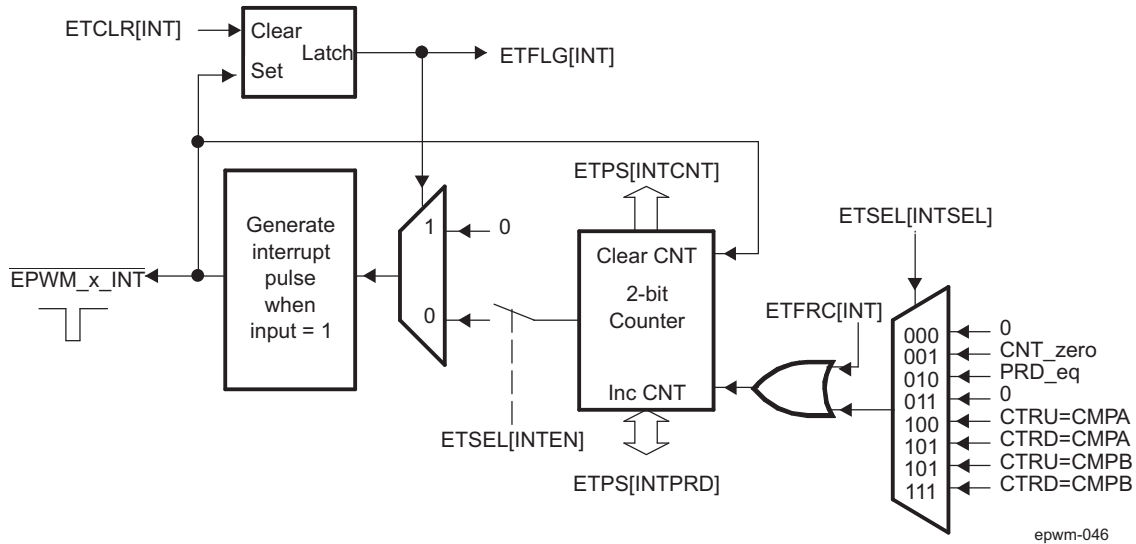 ETCLR[INT]
Clear
Latch
Set
ETFLG[INT]
ETPS[INTCNT]
ETSEL[INTSEL]
Generate
interrupt
pulse
when
input = 1
1
0
0
Clear CNT
2-bit
Counter
Inc CNT
ETFRC[INT]
EPWM_x_INT
000
001
010
011
100
101
101
111
0
CNT_zero
PRD_eq
0
CTRU=CMPA
CTRD=CMPA
CTRU=CMPB
CTRD=CMPB
ETSEL[INTEN]
ETPS[INTPRD]
epwm-046